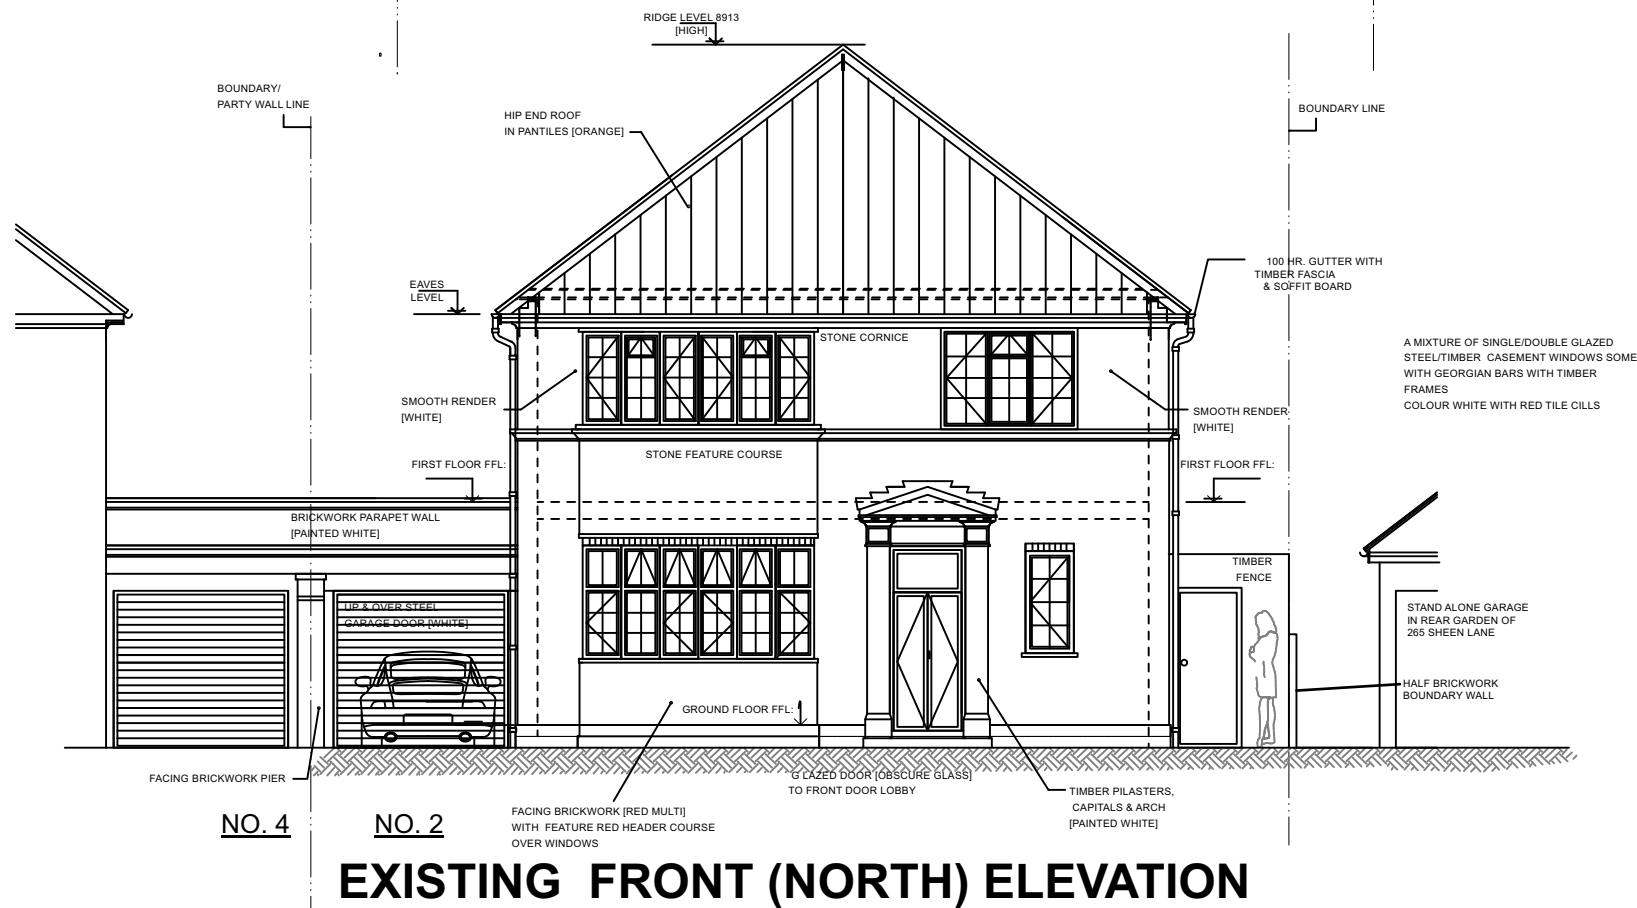 RIDGE LEVEL 8913
[HIGH]
BOUNDARY/
PARTY WALL LINE
HIP END ROOF
IN PANTILES [ORANGE]
BOUNDARY LINE
100 HR. GUTTER WITH
TIMBER FASCIA
& SOFFIT BOARD
EAVES
LEVEL
STONE CORNICE
A MIXTURE OF SINGLE/DOUBLE GLAZED
STEEL/TIMBER CASEMENT WINDOWS SOME
WITH GEORGIAN BARS WITH TIMBER
FRAMES
COLOUR WHITE WITH RED TILE CILLS
SMOOTH RENDER
[WHITE]
SMOOTH RENDER
[WHITE]
STONE FEATURE COURSE
FIRST FLOOR FFL:
FIRST FLOOR FFL:
BRICKWORK PARAPET WALL
[PAINTED WHITE]
TIMBER
FENCE
UP & OVER STEEL
GARAGE DOOR [WHITE]
STAND ALONE GARAGE
IN REAR GARDEN OF
265 SHEEN LANE
HALF BRICKWORK
BOUNDARY WALL
GROUND FLOOR FFL:
FACING BRICKWORK PIER
G LAZED DOOR [OBSCURE GLASS]
TO FRONT DOOR LOBBY
TIMBER PILASTERS,
CAPITALS & ARCH
[PAINTED WHITE]
FACING BRICKWORK [RED MULTI]
WITH FEATURE RED HEADER COURSE
OVER WINDOWS
NO. 4
NO. 2
EXISTING FRONT (NORTH) ELEVATION